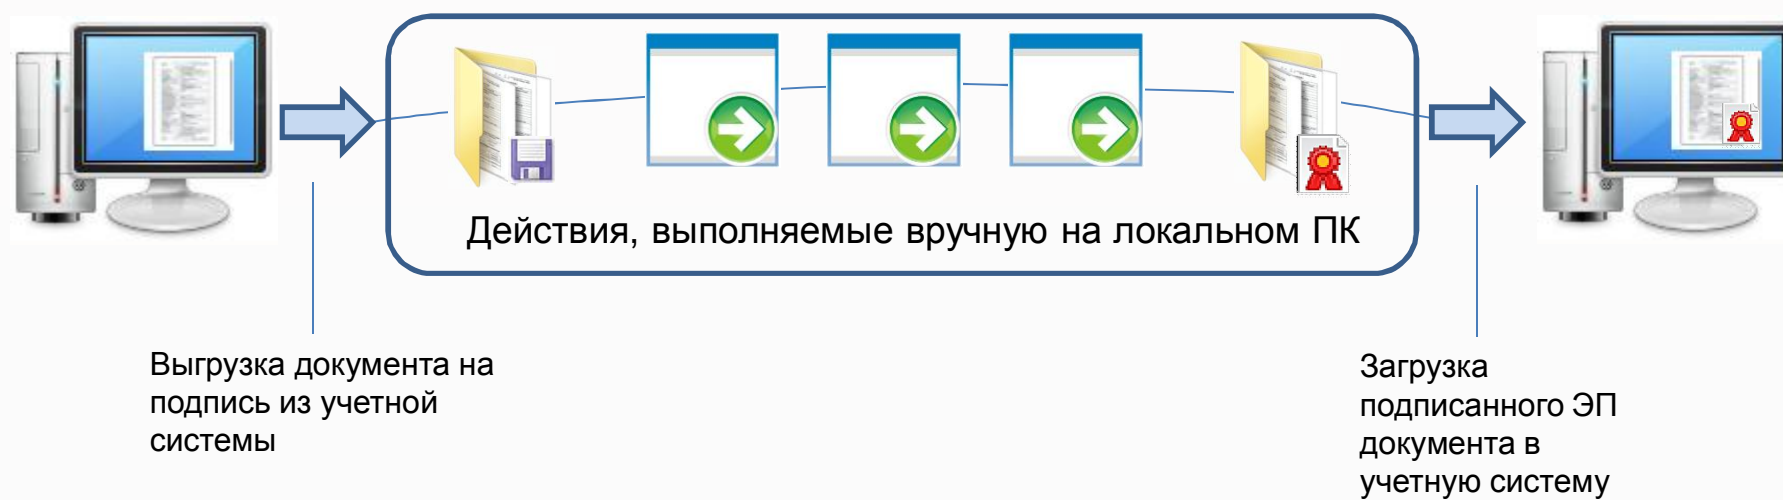 Действия, выполняемые вручную на локальном ПК
Выгрузка документа на
подпись из учетной
системы
Загрузка
подписанного ЭП
документа в
учетную систему